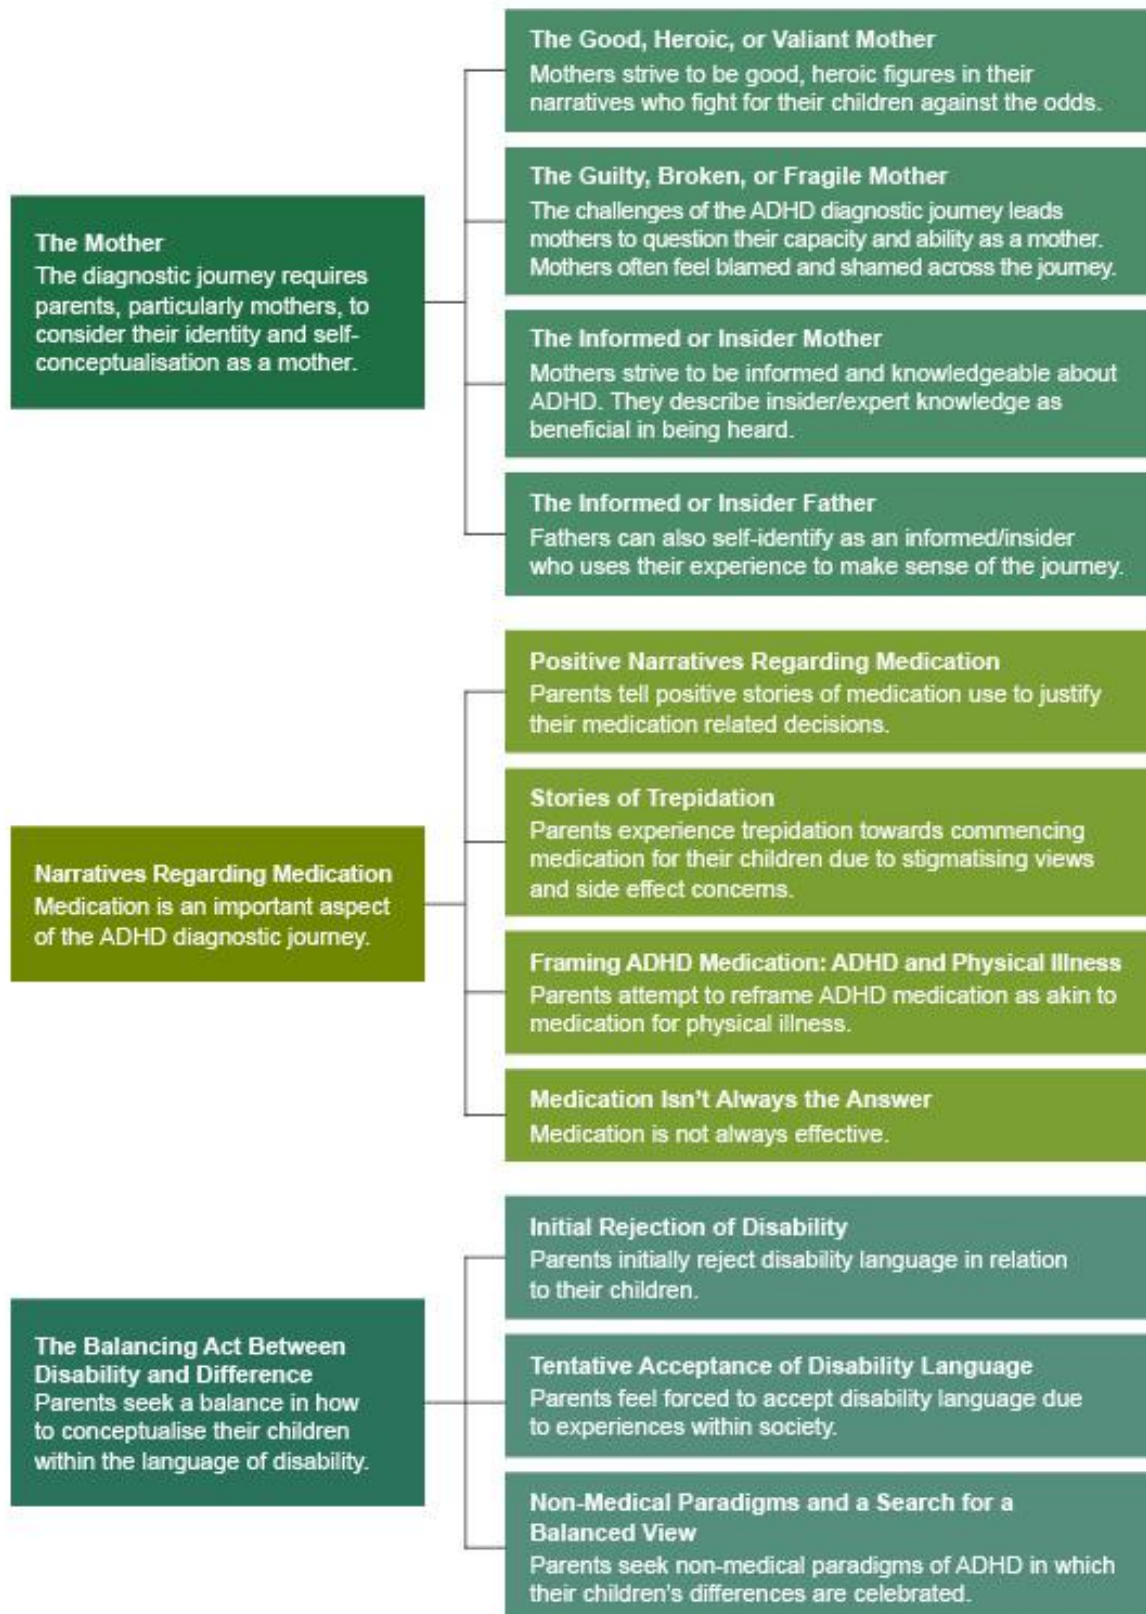 The Mother
The diagnostic journey requires
parents, particularly mothers, to
consider their identity and self-
conceptualisation as a mother.
The Good, Heroic, or Valiant Mother
Mothers strive to be good, heroic figures in their
narratives who fight for their children against the odds.
The Guilty, Broken, or Fragile Mother
The challenges of the ADHD diagnostic journey leads
mothers to question their capacity and ability as a mother.
Mothers often feel blamed and shamed across the journey.
The Informed or Insider Mother
Mothers strive to be informed and knowledgeable about
ADHD. They describe insider/expert knowledge as
beneficial in being heard.
The Informed or Insider Father
Fathers can also self-identify as an informed/insider
who uses their experience to make sense of the journey.
Narratives Regarding Medication
Medication is an important aspect
of the ADHD diagnostic journey.
Positive Narratives Regarding Medication
Parents tell positive stories of medication use to justify
their medication related decisions.
Stories of Trepidation
Parents experience trepidation towards commencing
medication for their children due to stigmatising views
and side effect concerns.
Framing ADHD Medication: ADHD and Physical Illness
Parents attempt to reframe ADHD medication as akin to
medication for physical illness.
Medication Isn't Always the Answer
Medication is not always effective.
The Balancing Act Between
Disability and Difference
Parents seek a balance in how
to conceptualise their children
within the language of disability.
Initial Rejection of Disability
Parents initially reject disability language in relation
to their children.
Tentative Acceptance of Disability Language
Parents feel forced to accept disability language due
to experiences within society.
Non-Medical Paradigms and a Search for a
Balanced View
Parents seek non-medical paradigms of ADHD in which
their children's differences are celebrated.